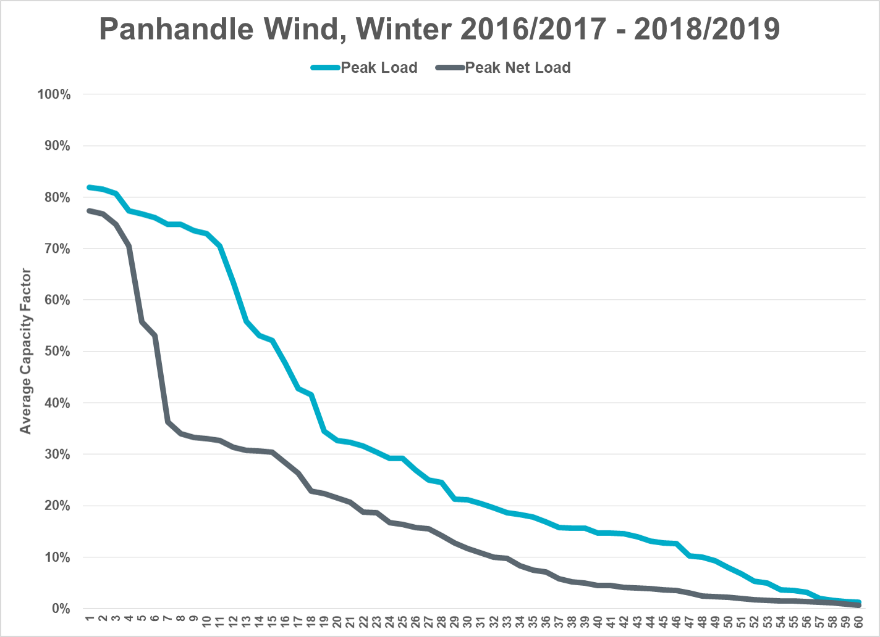 Panhandle Wind, Winter 2016/2017 - 2018/2019
Peak Load Peak Net Load
100%
90%
80%
70%
60%
50%
40%
30%
20%
10%
0%
Average Capacity Factor
1 2 3 4 5 6 7 8 9 10 11 12 13 14 15 16 17 18 19 20 21 22 23 24 25 26 27 28 29 30 31 32 33 34 35 36 37 38 39 40 41 42 43 44 45 46 47 48 49 50 51 52 53 54 55 56 57 58 59 60